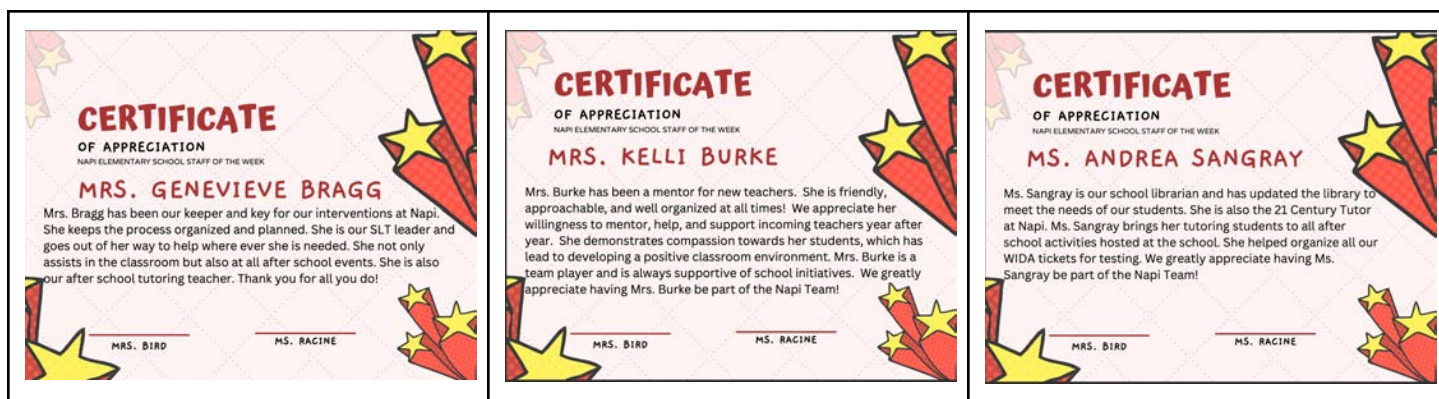 CERTIFICATE
OF APPRECIATION
NAPI ELEMENTARY SCHOOL STAFF OF THE WEEK
MRS. GENEVIEVE BRAGG
Mrs. Bragg has been our keeper and key for our interventions at Napi.
She keeps the process organized and planned. She is our SLT leader and
goes out of her way to help where ever she is needed. She not only
assists in the classroom but also at all after school events. She is also
our after school tutoring teacher. Thank you for all you do!
MRS. BIRD
MS. RACINE
CERTIFICATE
OF APPRECIATION
NAPI ELEMENTARY SCHOOL STAFF OF THE WEEK
MRS. KELLI BURKE
Mrs. Burke has been a mentor for new teachers. She is friendly,
approachable, and well organized at all times! We appreciate her
willingness to mentor, help, and support incoming teachers year after
year. She demonstrates compassion towards her students, which has
lead to developing a positive classroom environment. Mrs. Burke is a
team player and is always supportive of school initiatives. We greatly
appreciate having Mrs. Burke be part of the Napi Team!
MRS. BIRD
MS. RACINE
CERTIFICATE
OF APPRECIATION
NAPI ELEMENTARY SCHOOL STAFF OF THE WEEK
MS. ANDREA SANGRAY
Ms. Sangray is our school librarian and has updated the library to
meet the needs of our students. She is also the 21 Century Tutor
at Napi. Ms. Sangray brings her tutoring students to all after
school activities hosted at the school. She helped organize all our
WIDA tickets for testing. We greatly appreciate having Ms.
Sangray be part of the Napi Team!
MRS. BIRD
MS. RACINE